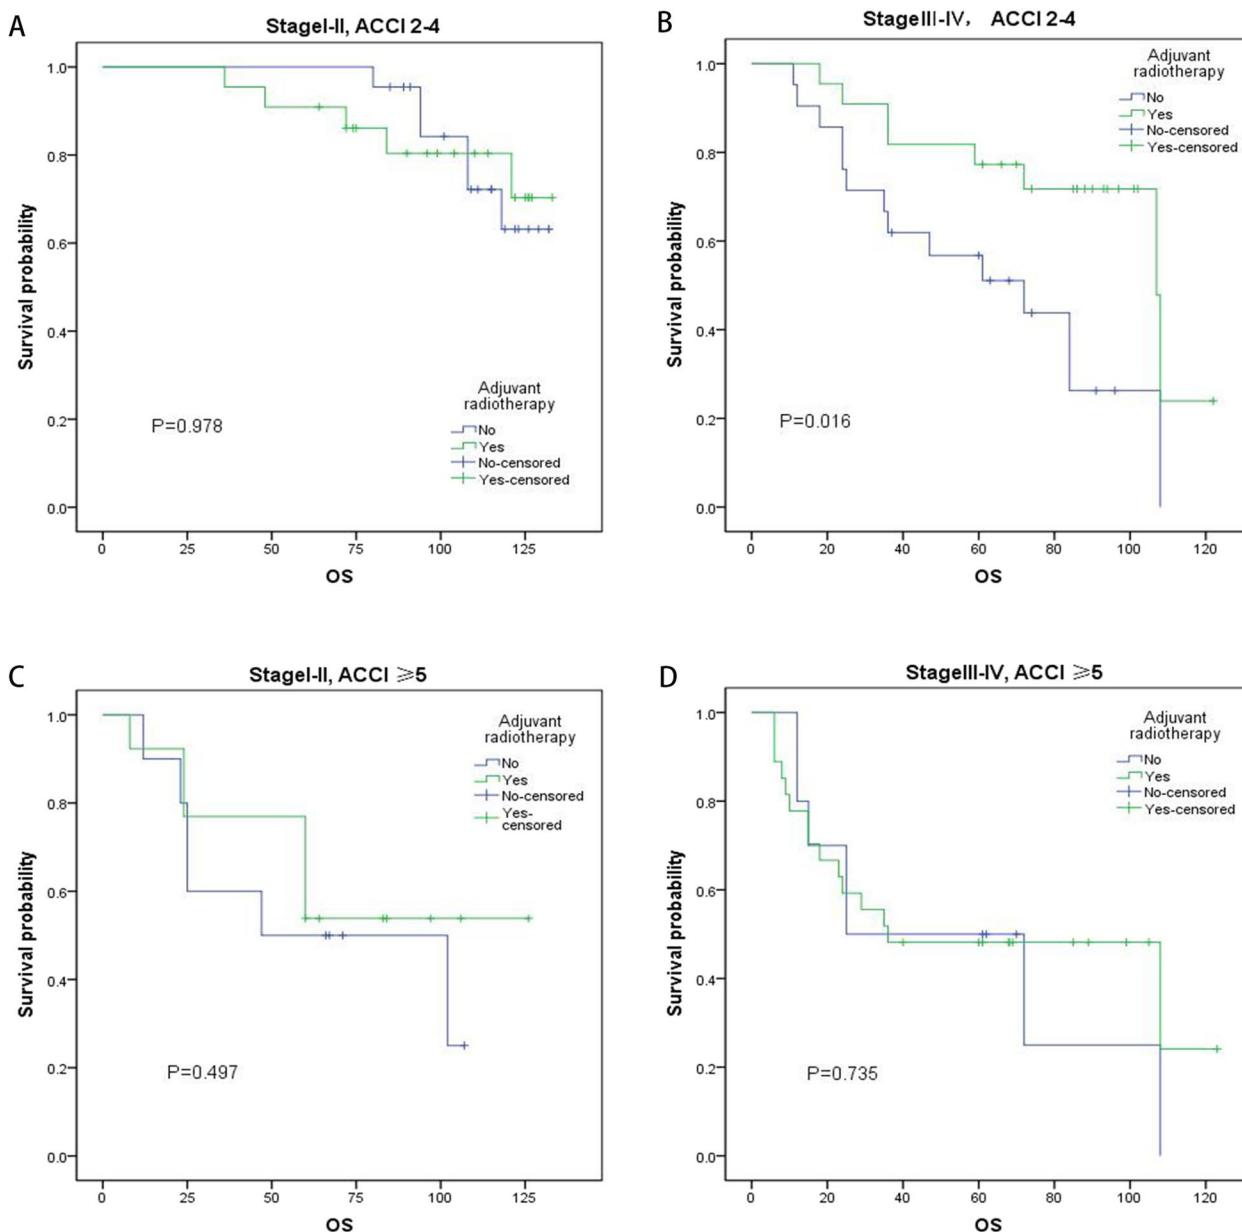 A
StageI-II, ACCI 2-4
Survival probability
1.0
0.8
0.6
0.4
0.2
0.0
P=0.978
Adjuvant
radiotherapy
No
Yes
No-censored
Yes-censored
0 25 50 75 100 125
OS
B
StageIII-IV, ACCI 2-4
Survival probability
1.0
0.8
0.6
0.4
0.2
0.0
Adjuvant
radiotherapy
No
Yes
No-censored
Yes-censored
P=0.016
0 20 40 60 80 100 120
OS
C
StageI-II, ACCI ≥5
Survival probability
1.0
0.8
0.6
0.4
0.2
0.0
Adjuvant
radiotherapy
No
Yes
No-censored
Yes-
censored
P=0.497
0 25 50 75 100 125
OS
D
StageIII-IV, ACCI ≥5
Survival probability
1.0
0.8
0.6
0.4
0.2
0.0
Adjuvant
radiotherapy
No
Yes
No-censored
Yes-censored
P=0.735
0 20 40 60 80 100 120
OS